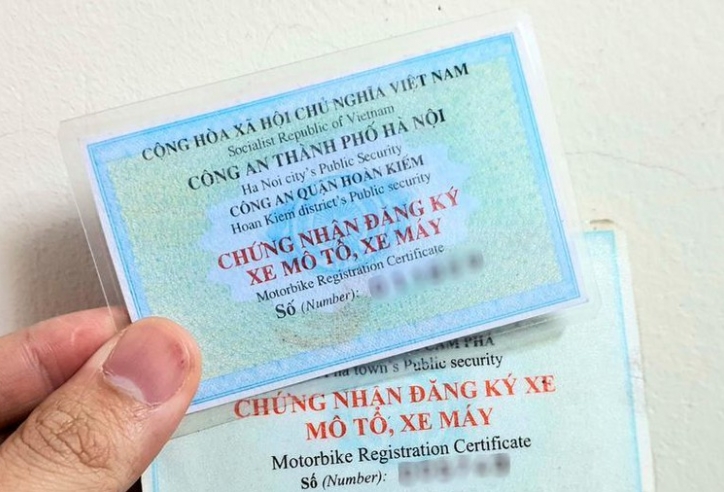 CỘNG HÒA XÃ HỘI CHỦ NGHĨA VIỆT NAM
Socialist Republic of Vietnam
CÔNG AN THÀNH PHỐ HÀ NỘI
Ha Noi city's Public Security
CÔNG AN QUẬN HOÀN KIẾM
Hoan Kiem district's Public security
CHỨNG NHẬN ĐĂNG KÝ
XE MÔ TÔ, XE MÁY
Motorbike Registration Certificate
Số (Number):
CẨM PHẢ
town's Public security
CHỨNG NHẬN ĐĂNG KÝ XE
MÔ TÔ, XE MÁY
Motorbike Registration Certificate
Số (Number):